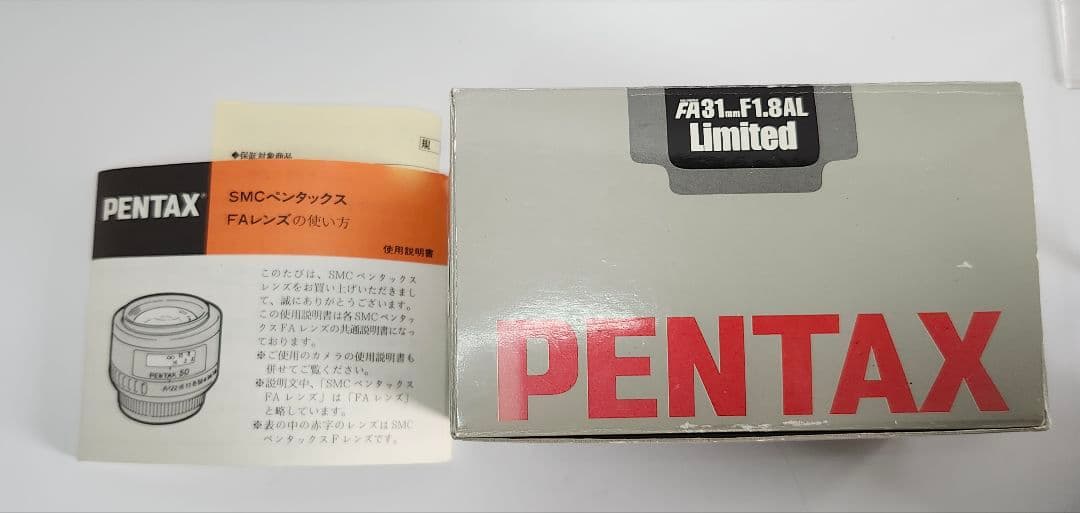 規
◆保証対象商品
PENTAX
SMCペンタックス
FAレンズの使い方
使用説明書
このたびは、SMCペンタックス
レンズをお買い上げいただきまし
て、誠にありがとうございます。
この使用説明書は各SMCペンタッ
クスFAレンズの共通説明書になっ
ております。
※ご使用のカメラの使用説明書も
併せてご覧ください。
※説明文中、「SMCペンタックス
FAレンズ」は「FAレンズ」
と略しています。
※表の中の赤字のレンズはSMC
ペンタックスFレンズです。
PENTAX 50
FA31mmF1.8AL
Limited
PENTAX